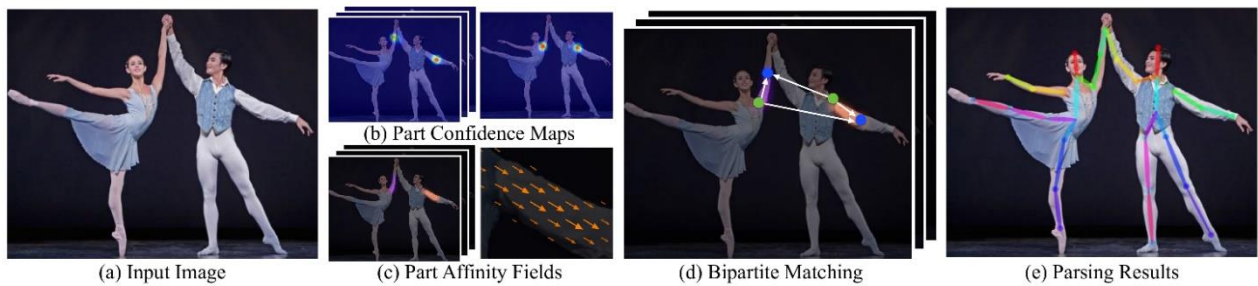 (a) Input Image
(b) Part Confidence Maps
(c) Part Affinity Fields
(d) Bipartite Matching
(e) Parsing Results